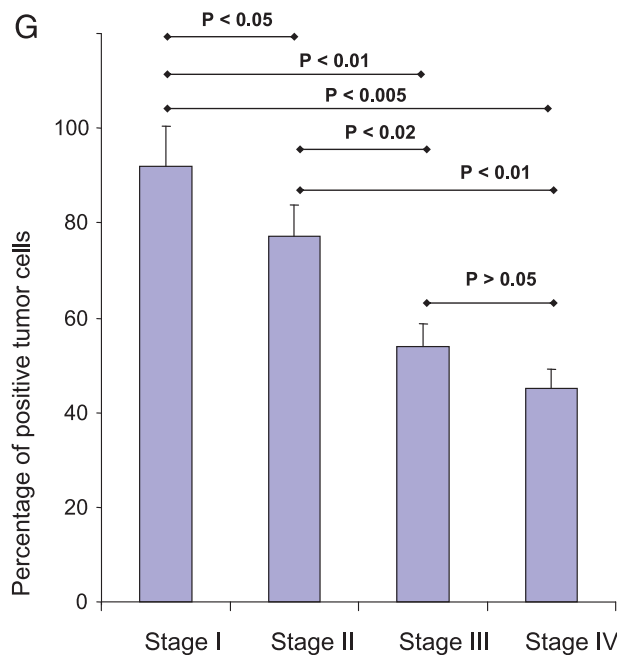 G
P < 0.05
P < 0.01
P < 0.005
P < 0.02
P < 0.01
P > 0.05
100
80
60
40
20
0
Percentage of positive tumor cells
Stage I
Stage II
Stage III
Stage IV